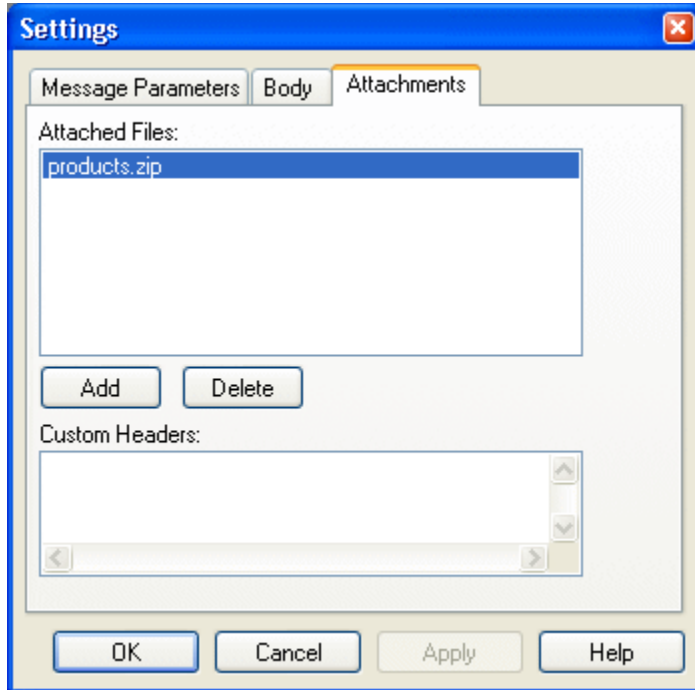 Settings
Message Parameters Body Attachments
Attached Files:
products.zip
Add Delete
Custom Headers:
OK Cancel Apply Help